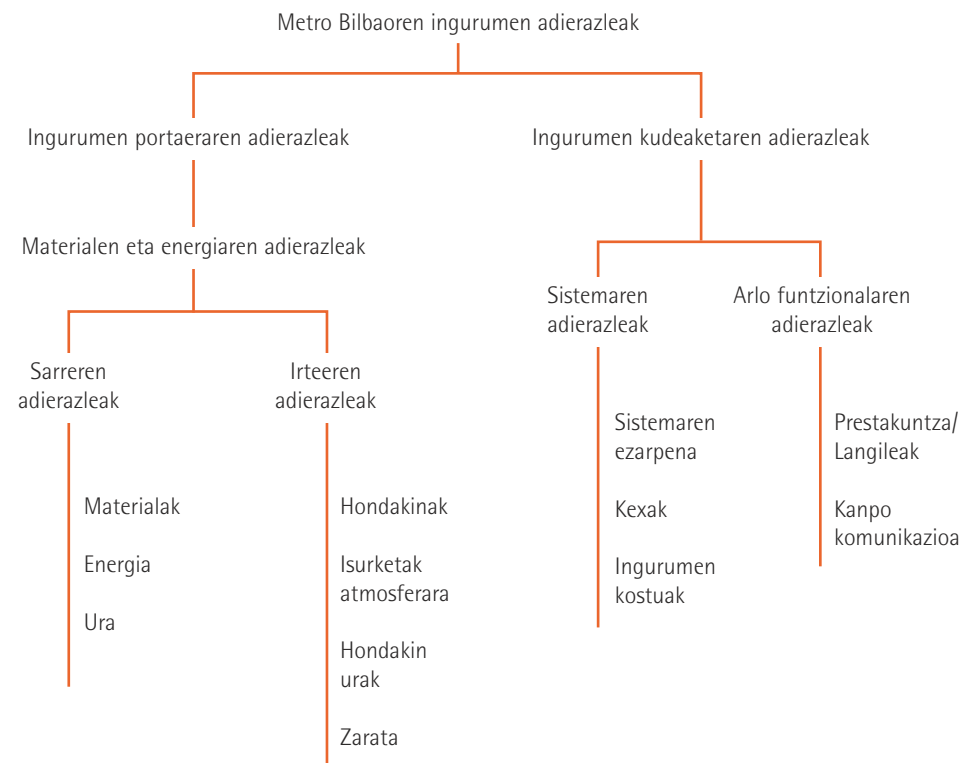 Metro Bilbaoren ingurumen adierazleak
Ingurumen portaeraren adierazleak
Ingurumen kudeaketaren adierazleak
Materialen eta energiaren adierazleak
Sistemaren
adierazleak
Arlo funtzionalaren
adierazleak
Sarreren
adierazleak
Irteeren
adierazleak
Materialak
Energia
Ura
Hondakinak
Isurketak
atmosferara
Hondakin
urak
Zarata
Sistemaren
ezarpena
Kexak
Ingurumen
kostuak
Prestakuntza/
Langileak
Kanpo
komunikazioa